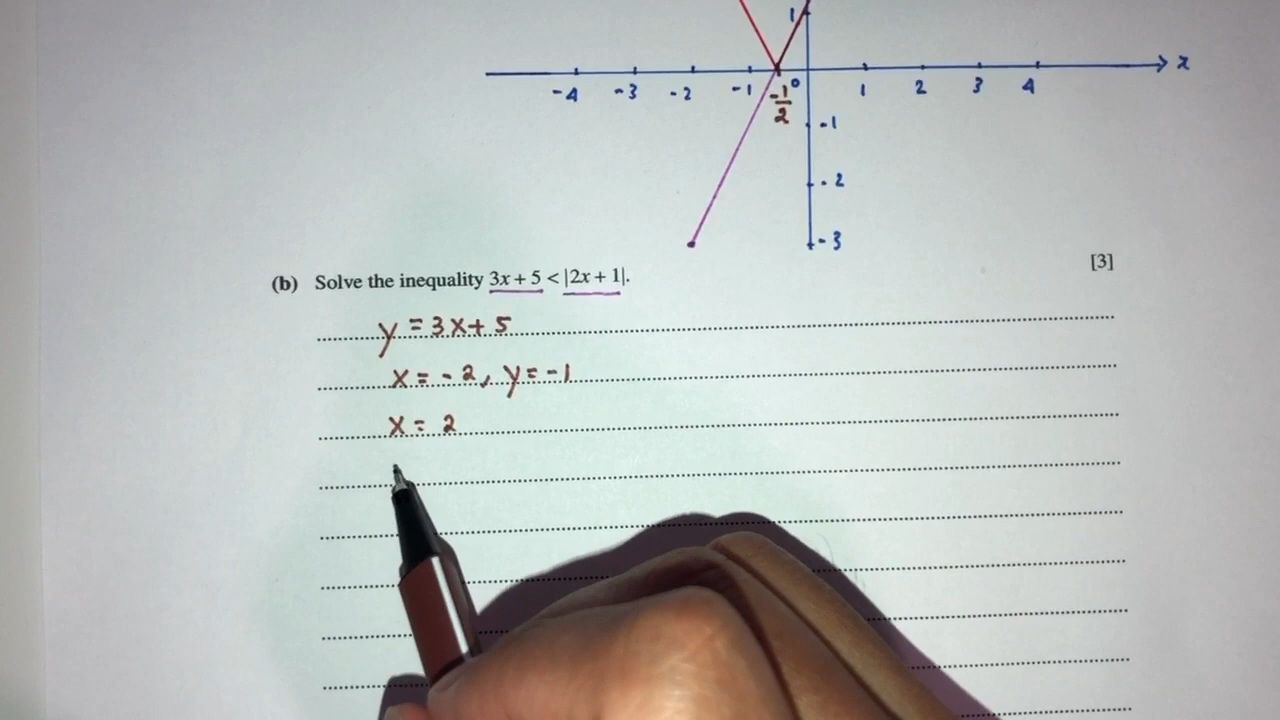 1
x
-4 -3 -2 -1 -1/2 0 1 2 3 4
-1
-2
-3
[3]
(b) Solve the inequality 3x + 5 < |2x + 1|.
y = 3x + 5
x = -2, y = -1
x = 2